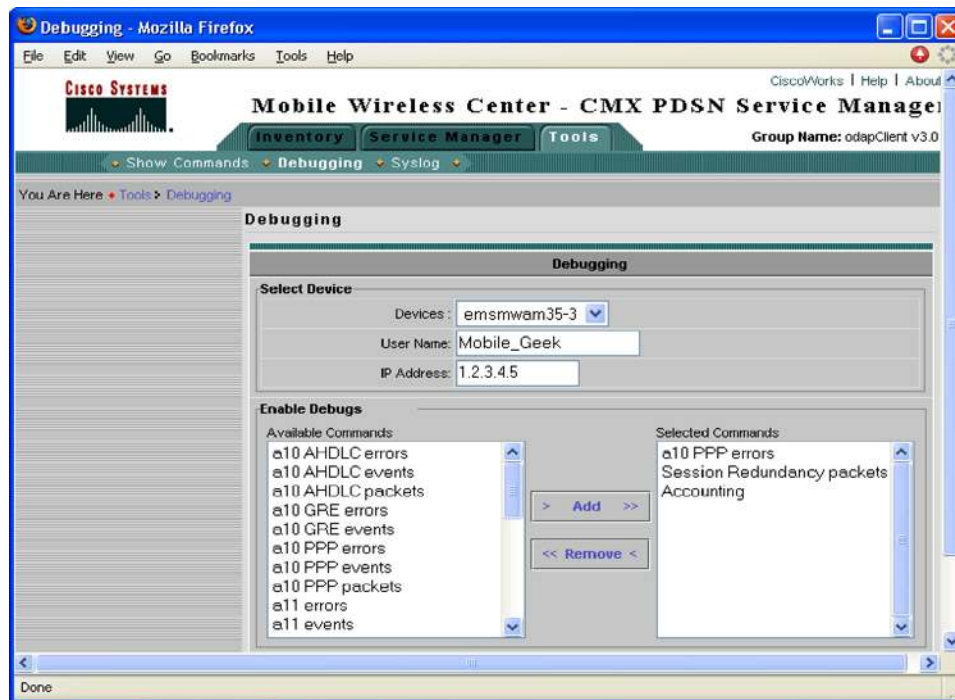 Debugging - Mozilla Firefox
File Edit View Go Bookmarks Tools Help
CISCO SYSTEMS
CiscoWorks | Help | About
Mobile Wireless Center - CMX PDSN Service Manager
Inventory Service Manager Tools
Group Name: odapClient v3.0
Show Commands Debugging Syslog
You Are Here Tools > Debugging
Debugging
Debugging
Select Device
Devices : emsmwam35-3
User Name: Mobile_Geek
IP Address: 1.2.3.4.5
Enable Debugs
Available Commands
a10 AHDLC errors
a10 AHDLC events
a10 AHDLC packets
a10 GRE errors
a10 GRE events
a10 PPP errors
a10 PPP events
a10 PPP packets
a11 errors
a11 events
> Add >>
<< Remove <
Selected Commands
a10 PPP errors
Session Redundancy packets
Accounting
Done